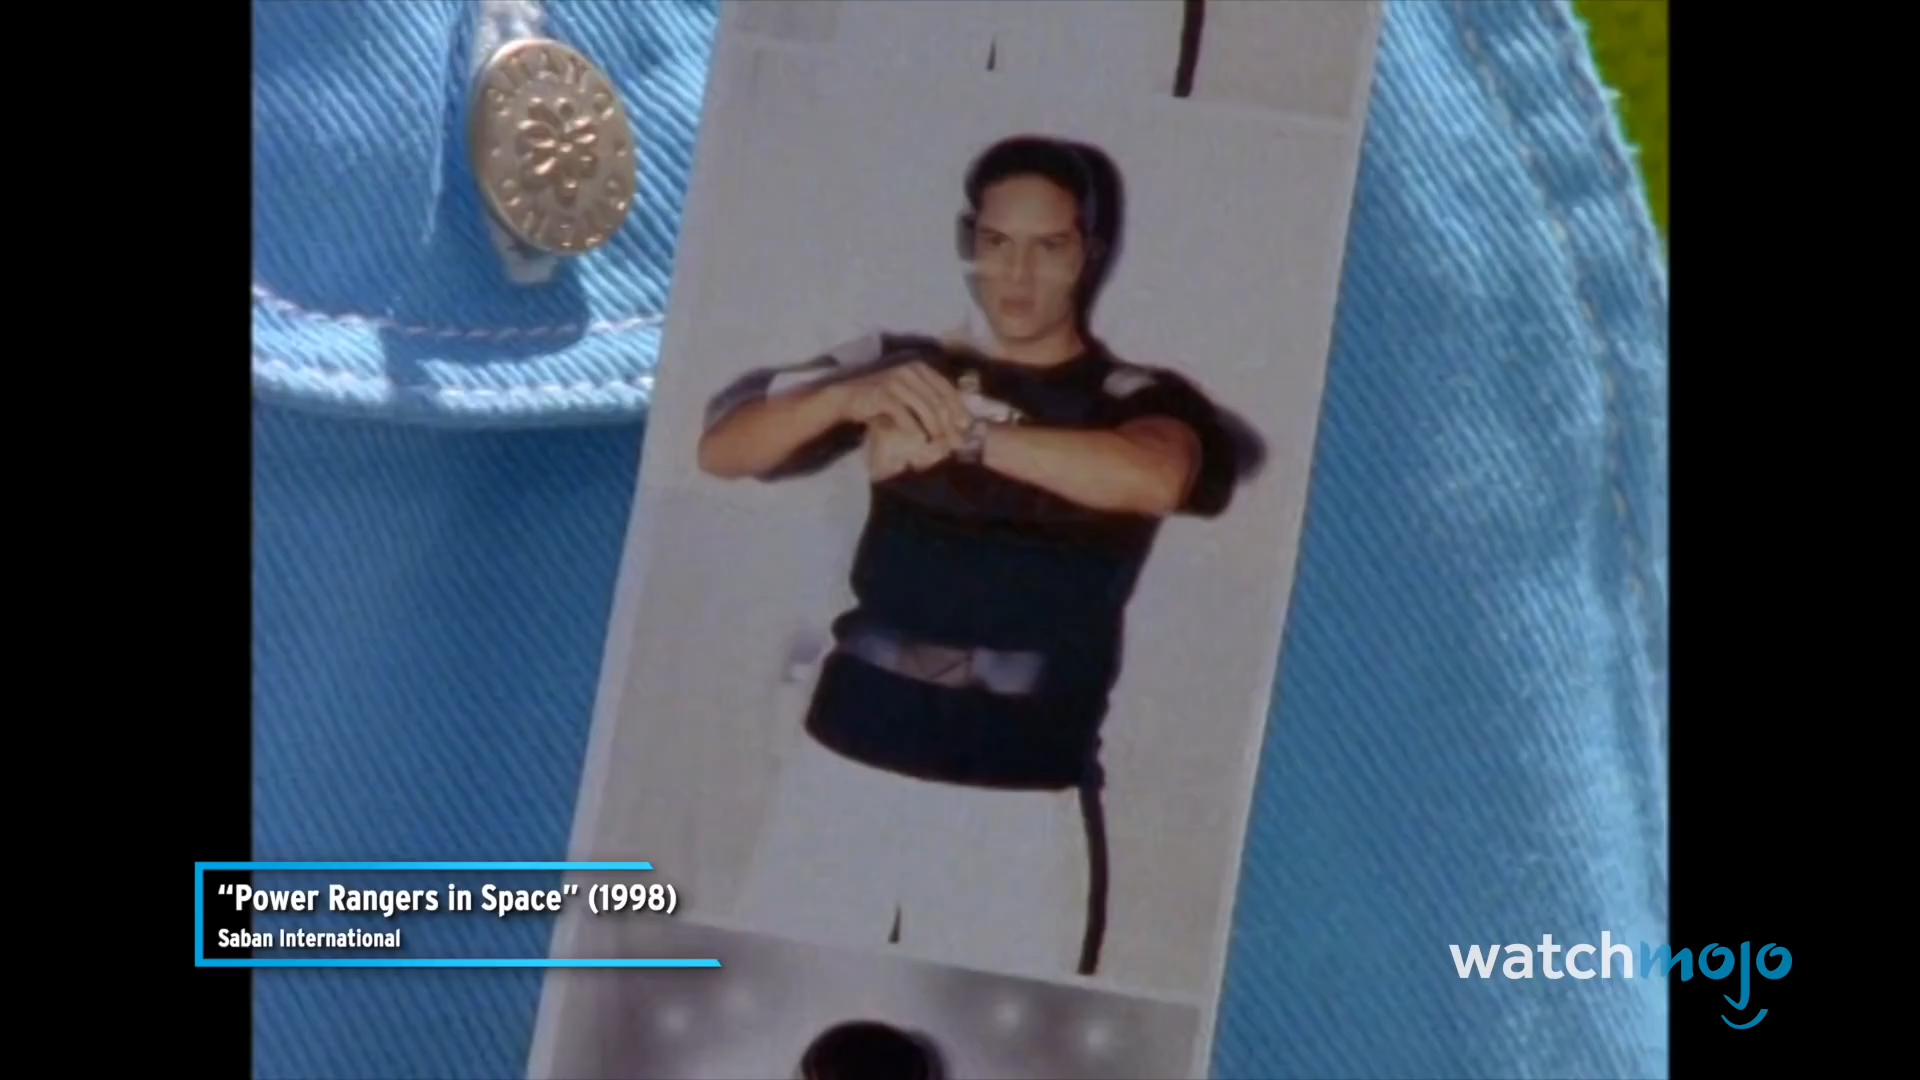 “Power Rangers in Space” (1998)
Saban International
watchmojo